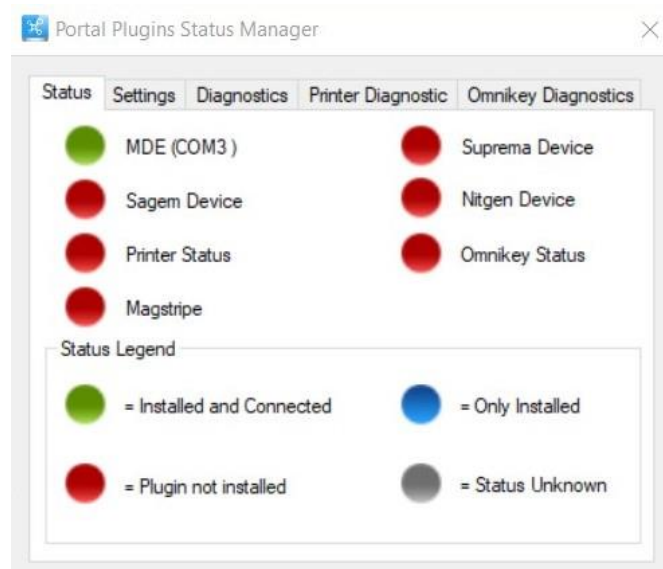 Portal Plugins Status Manager
Status Settings Diagnostics Printer Diagnostic Omnikey Diagnostics
MDE (COM3 ) Suprema Device
Sagem Device Nitgen Device
Printer Status Omnikey Status
Magstripe
Status Legend
= Installed and Connected = Only Installed
= Plugin not installed = Status Unknown